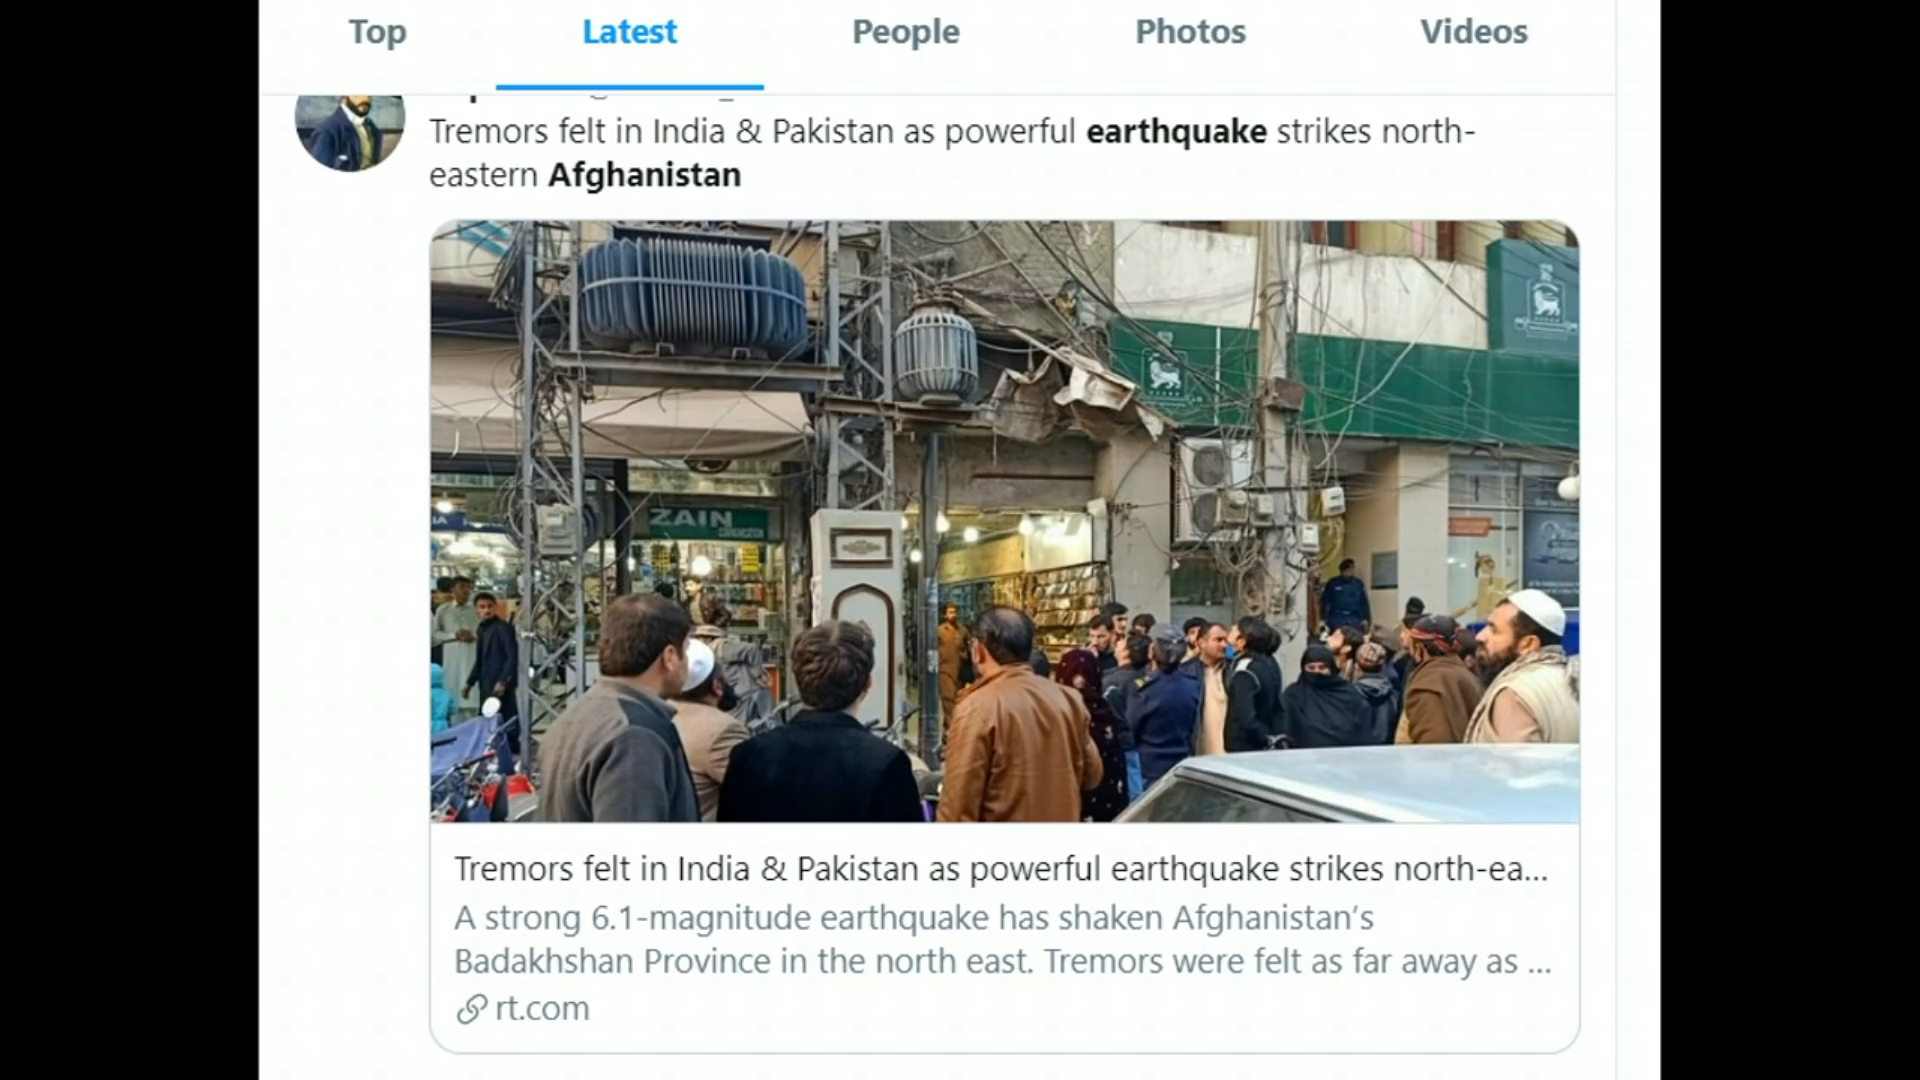 Top Latest People Photos Videos
Tremors felt in India & Pakistan as powerful earthquake strikes north-
eastern Afghanistan
ZAIN
Tremors felt in India & Pakistan as powerful earthquake strikes north-ea...
A strong 6.1-magnitude earthquake has shaken Afghanistan's
Badakhshan Province in the north east. Tremors were felt as far away as ...
rt.com